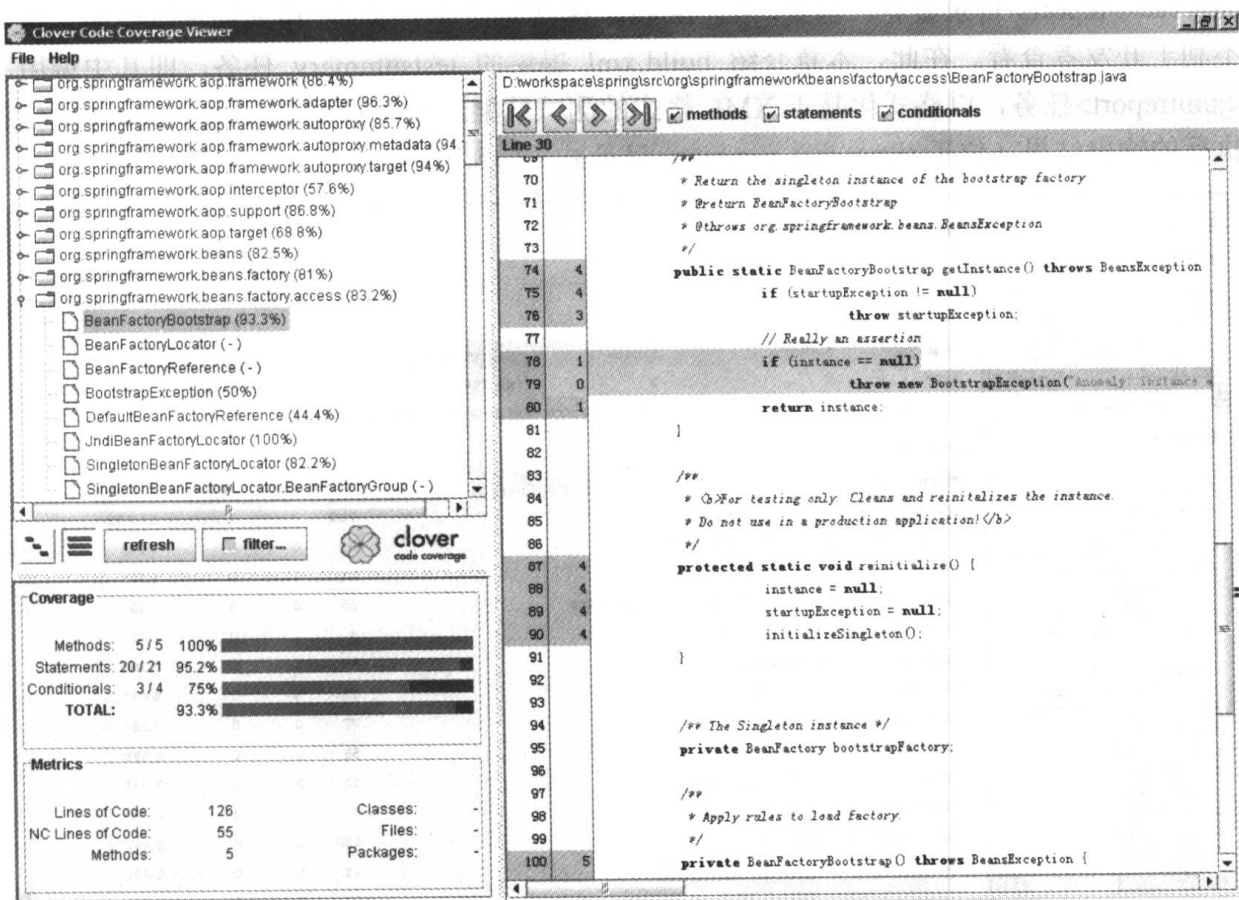 Clover Code Coverage Viewer
File Help
org.springframework.aop.framework (86.4%)
org.springframework.aop.framework.adapter (96.3%)
org.springframework.aop.framework.autoproxy (85.7%)
org.springframework.aop.framework.autoproxy.metadata (94.
org.springframework.aop.framework.autoproxy.target (94%)
org.springframework.aop.interceptor (57.6%)
org.springframework.aop.support (86.8%)
org.springframework.aop.target (68.8%)
org.springframework.beans (82.5%)
org.springframework.beans.factory (81%)
org.springframework.beans.factory.access (83.2%)
BeanFactoryBootstrap (93.3%)
BeanFactoryLocator (-)
BeanFactoryReference (-)
BootstrapException (50%)
DefaultBeanFactoryReference (44.4%)
JndiBeanFactoryLocator (100%)
SingletonBeanFactoryLocator (82.2%)
SingletonBeanFactoryLocator.BeanFactoryGroup (-)
refresh
filter...
clover
code coverage
Coverage
Methods: 5 / 5 100%
Statements: 20 / 21 95.2%
Conditionals: 3 / 4 75%
TOTAL: 93.3%
Metrics
Lines of Code: 126 Classes: -
NC Lines of Code: 55 Files: -
Methods: 5 Packages: -
D:\workspace\spring\src\org\springframework\beans\factory\access\BeanFactoryBootstrap.java
methods statements conditionals
Line 30
69 /**
70 * Return the singleton instance of the bootstrap factory
71 * @return BeanFactoryBootstrap
72 * @throws org.springframework.beans.BeansException
73 */
74 4 public static BeanFactoryBootstrap getInstance() throws BeansException
75 4 if (startupException != null)
76 3 throw startupException;
77 // Really an assertion
78 1 if (instance == null)
79 0 throw new BootstrapException("Anomaly: instance a
80 1 return instance;
81 }
82
83 /**
84 * <b>For testing only. Cleans and reinitalizes the instance.
85 * Do not use in a production application!</b>
86 */
87 4 protected static void reinitialize() {
88 4 instance = null;
89 4 startupException = null;
90 4 initializeSingleton();
91 }
92
93
94 /** The Singleton instance */
95 private BeanFactory bootstrapFactory;
96
97 /**
98 * Apply rules to load factory.
99 */
100 5 private BeanFactoryBootstrap() throws BeansException {